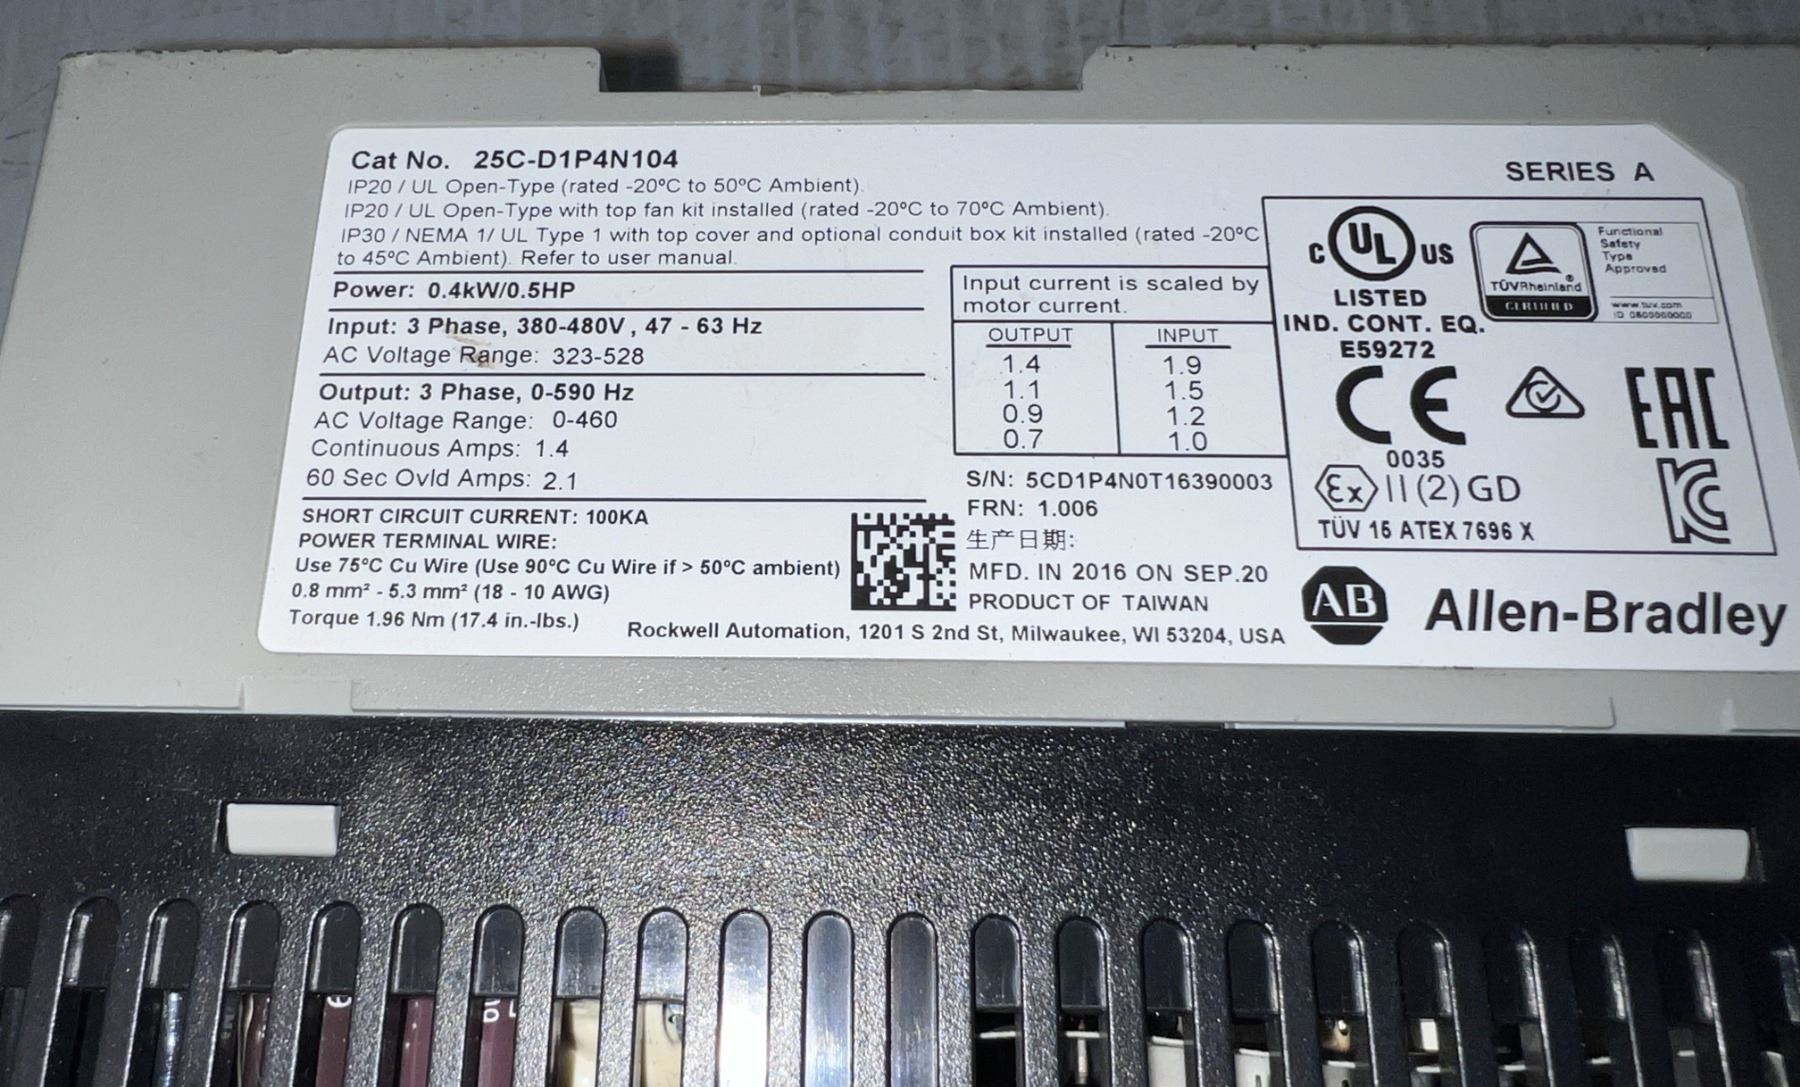 Cat No. 25C-D1P4N104
SERIES A
IP20 / UL Open-Type (rated -20°C to 50°C Ambient).
IP20 / UL Open-Type with top fan kit installed (rated -20°C to 70°C Ambient).
IP30 / NEMA 1/ UL Type 1 with top cover and optional conduit box kit installed (rated -20°C
to 45°C Ambient). Refer to user manual.
Power: 0.4kW/0.5HP
Input: 3 Phase, 380-480V , 47 - 63 Hz
AC Voltage Range: 323-528
Output: 3 Phase, 0-590 Hz
AC Voltage Range: 0-460
Continuous Amps: 1.4
60 Sec Ovld Amps: 2.1
SHORT CIRCUIT CURRENT: 100KA
POWER TERMINAL WIRE:
Use 75°C Cu Wire (Use 90°C Cu Wire if > 50°C ambient)
0.8 mm² - 5.3 mm² (18 - 10 AWG)
Torque 1.96 Nm (17.4 in.-lbs.)
Input current is scaled by
motor current.
OUTPUT INPUT
1.4 1.9
1.1 1.5
0.9 1.2
0.7 1.0
S/N: 5CD1P4N0T16390003
FRN: 1.006
生产日期:
MFD. IN 2016 ON SEP.20
PRODUCT OF TAIWAN
Rockwell Automation, 1201 S 2nd St, Milwaukee, WI 53204, USA
C UL US
LISTED
IND. CONT. EQ.
E59272
TÜVRheinland
CERTIFIED
Functional
Safety
Type
Approved
www.tuv.com
CE
0035
EAC
Ex II (2) GD
TÜV 15 ATEX 7696 X
AB Allen-Bradley